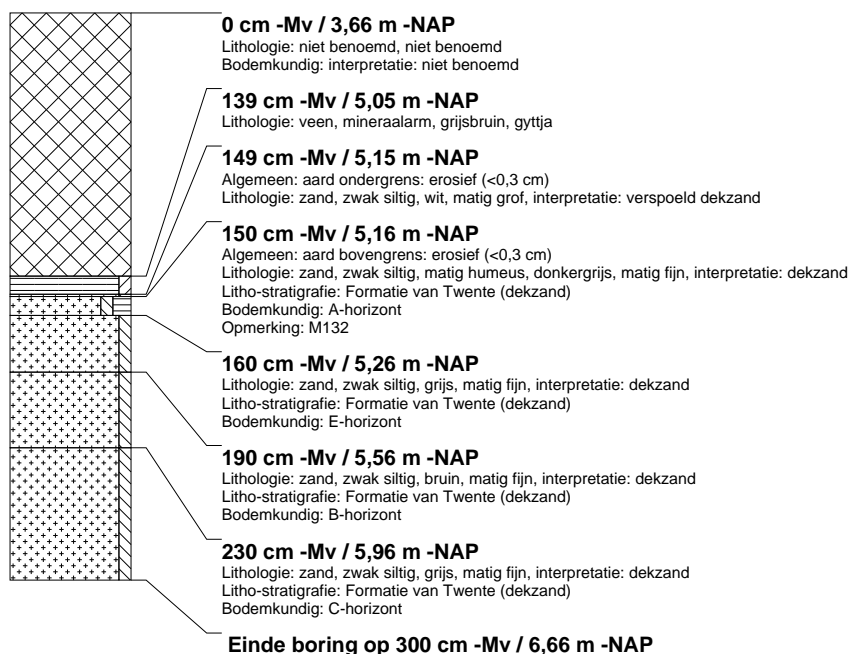 0 cm -Mv / 3,66 m -NAP
Lithologie: niet benoemd, niet benoemd
Bodemkundig: interpretatie: niet benoemd
139 cm -Mv / 5,05 m -NAP
Lithologie: veen, mineraalarm, grijsbruin, gyttja
149 cm -Mv / 5,15 m -NAP
Algemeen: aard ondergrens: erosief (<0,3 cm)
Lithologie: zand, zwak siltig, wit, matig grof, interpretatie: verspoeld dekzand
150 cm -Mv / 5,16 m -NAP
Algemeen: aard bovengrens: erosief (<0,3 cm)
Lithologie: zand, zwak siltig, matig humeus, donkergrijs, matig fijn, interpretatie: dekzand
Litho-stratigrafie: Formatie van Twente (dekzand)
Bodemkundig: A-horizont
Opmerking: M132
160 cm -Mv / 5,26 m -NAP
Lithologie: zand, zwak siltig, grijs, matig fijn, interpretatie: dekzand
Litho-stratigrafie: Formatie van Twente (dekzand)
Bodemkundig: E-horizont
190 cm -Mv / 5,56 m -NAP
Lithologie: zand, zwak siltig, bruin, matig fijn, interpretatie: dekzand
Litho-stratigrafie: Formatie van Twente (dekzand)
Bodemkundig: B-horizont
230 cm -Mv / 5,96 m -NAP
Lithologie: zand, zwak siltig, grijs, matig fijn, interpretatie: dekzand
Litho-stratigrafie: Formatie van Twente (dekzand)
Bodemkundig: C-horizont
Einde boring op 300 cm -Mv / 6,66 m -NAP